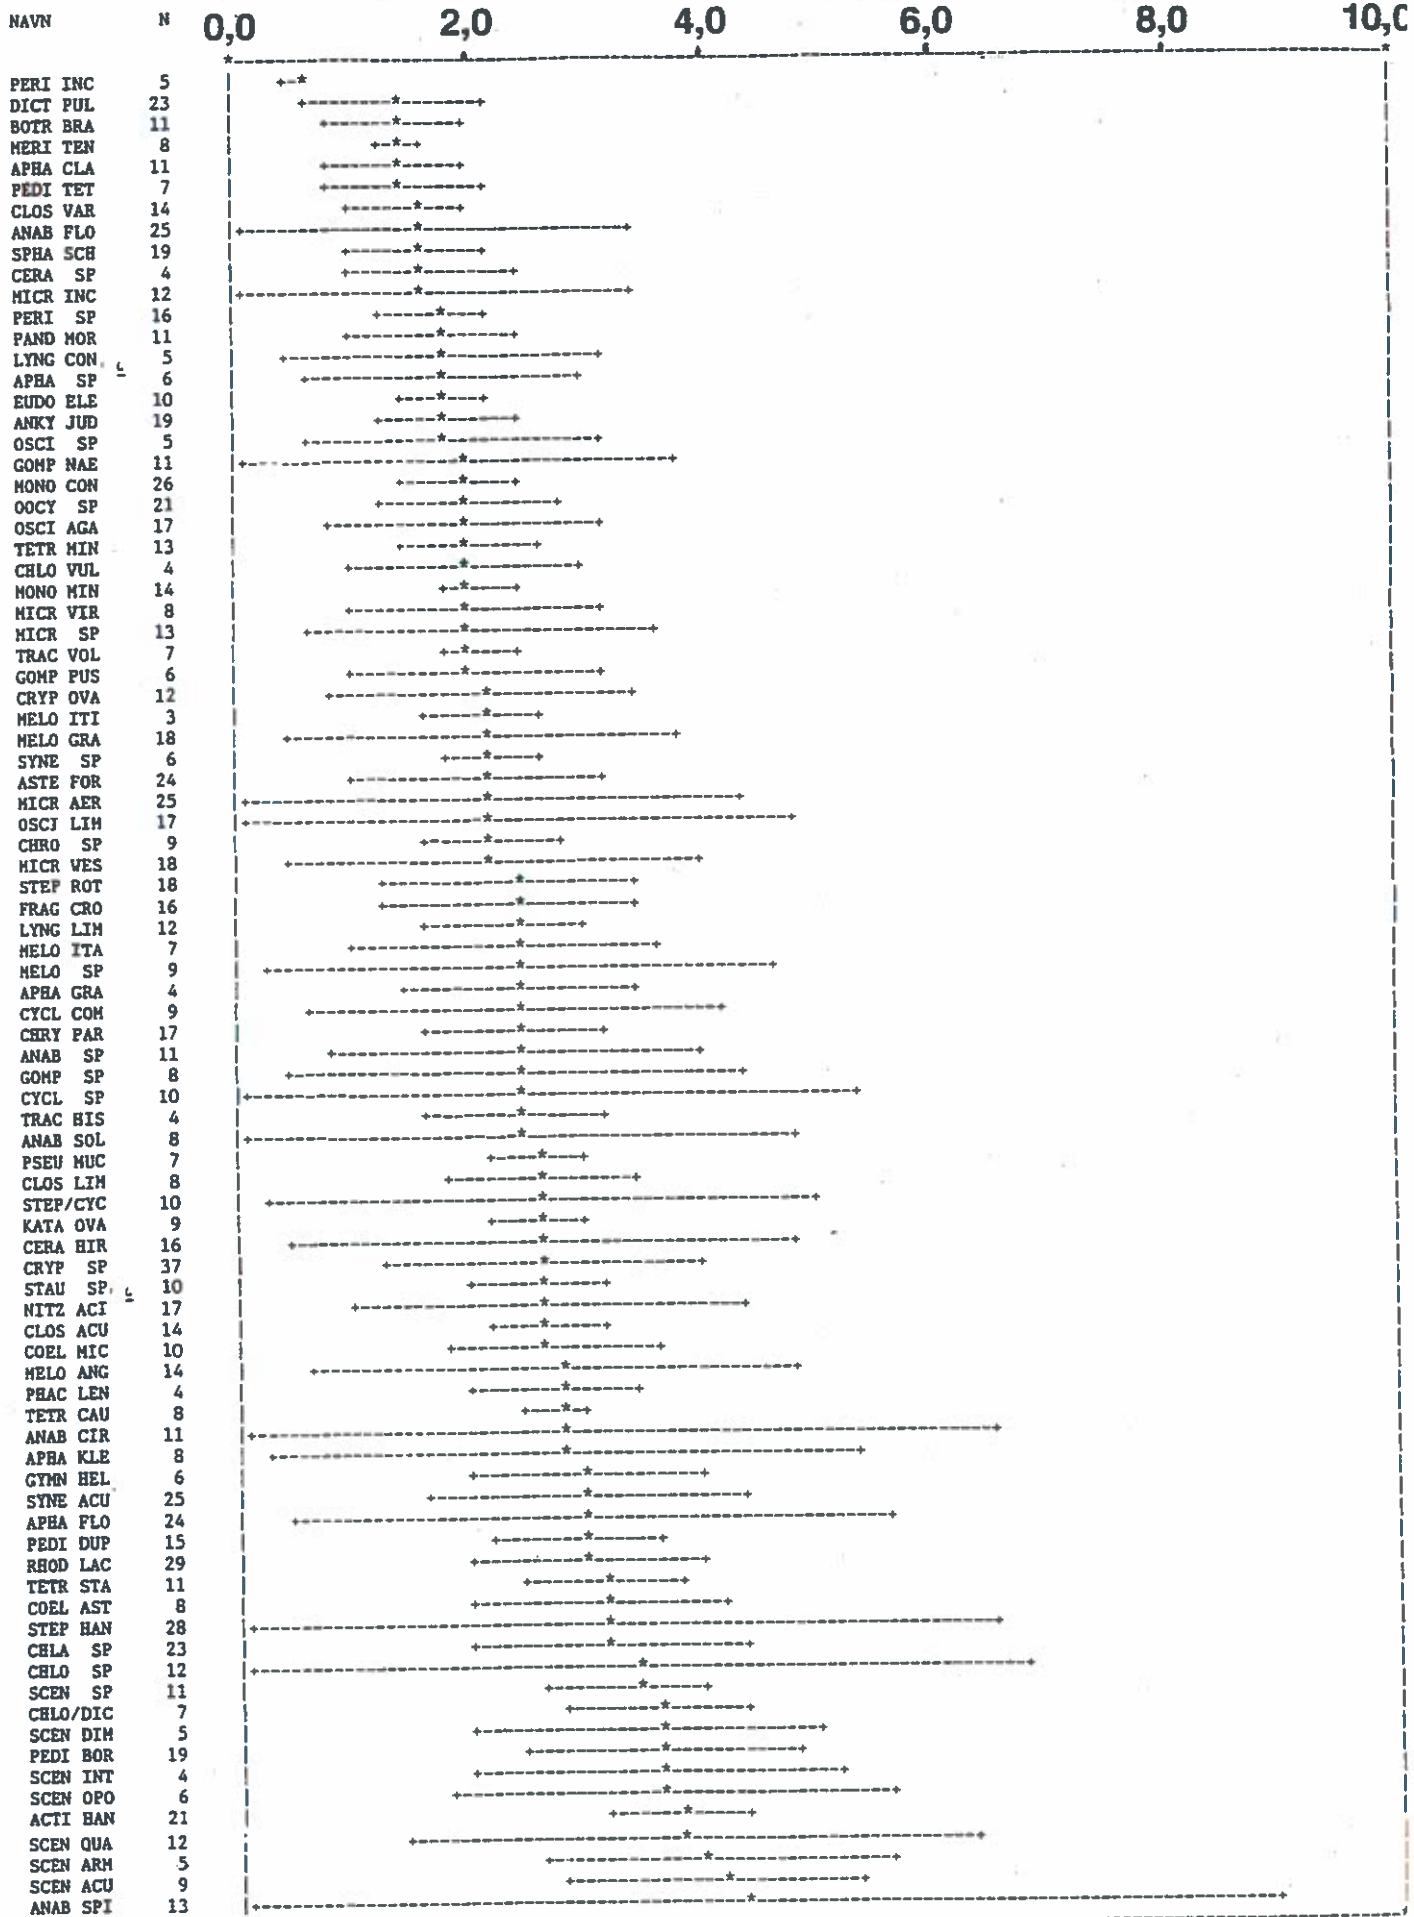 NAVN N 0,0 2,0 4,0 6,0 8,0 10,0
PERI INC 5
DICT PUL 23
BOTR BRA 11
MERI TEN 8
APHA CLA 11
PEDI TET 7
CLOS VAR 14
ANAB FLO 25
SPHA SCH 19
CERA SP 4
MICR INC 12
PERI SP 16
PAND MOR 11
LYNG CON 5
APHA SP 6
EUDO ELE 10
ANKY JUD 19
OSCI SP 5
GOMP NAE 11
MONO CON 26
OOCY SP 21
OSCI AGA 17
TETR MIN 13
CHLO VUL 4
MONO MIN 14
MICR VIR 8
MICR SP 13
TRAC VOL 7
GOMP PUS 6
CRYP OVA 12
MELO ITI 3
MELO GRA 18
SYNE SP 6
ASTE FOR 24
MICR AER 25
OSCI LIM 17
CHRO SP 9
MICR WES 18
STEP ROT 18
FRAG CRO 16
LYNG LIM 12
MELO ITA 7
MELO SP 9
APHA GRA 4
CYCL COM 9
CHRY PAR 17
ANAB SP 11
GOMP SP 8
CYCL SP 10
TRAC HIS 4
ANAB SOL 8
PSEU MUC 7
CLOS LIM 8
STEP/CYC 10
KATA OVA 9
CERA HIR 16
CRYP SP 37
STAU SP 10
NITZ ACI 17
CLOS ACU 14
COEL MIC 10
MELO ANG 14
PHAC LEN 4
TETR CAU 8
ANAB CIR 11
APHA KLE 8
GYMN HEL 6
SYNE ACU 25
APHA FLO 24
PEDI DUP 15
RHOD LAC 29
TETR STA 11
COEL AST 8
STEP HAN 28
CHLA SP 23
CHLO SP 12
SCEN SP 11
CHLO/DIC 7
SCEN DIM 5
PEDI BOR 19
SCEN INT 4
SCEN OPO 6
ACTI HAN 21
SCEN QUA 12
SCEN ARM 5
SCEN ACU 9
ANAB SPI 13